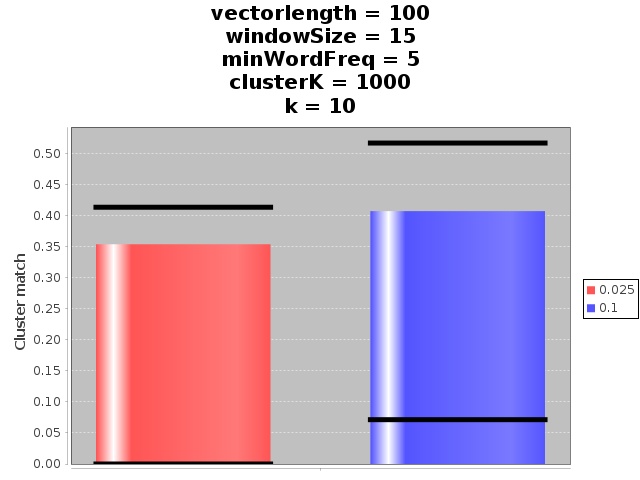 vectorlength = 100
windowSize = 15
minWordFreq = 5
clusterK = 1000
k = 10
0.50
0.45
0.40
0.35
0.30
0.25
0.20
0.15
0.10
0.05
0.00
Cluster match
0.025
0.1